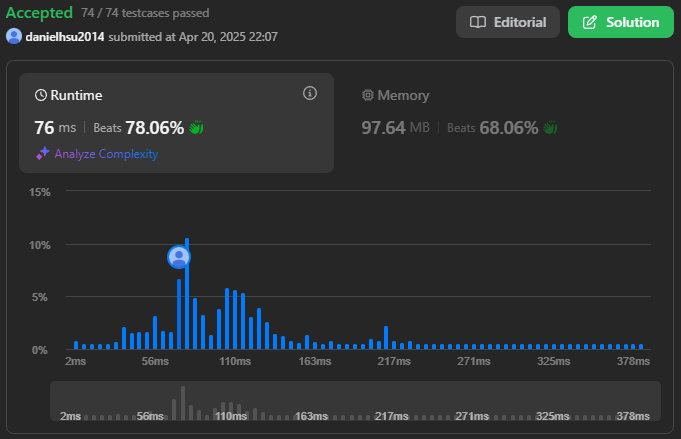 Accepted 74 / 74 testcases passed
Editorial
Solution
danielhsu2014 submitted at Apr 20, 2025 22:07
Runtime
76 ms | Beats 78.06%
Analyze Complexity
Memory
97.64 MB | Beats 68.06%
15%
10%
5%
0%
2ms 56ms 110ms 163ms 217ms 271ms 325ms 378ms
2ms 56ms 110ms 163ms 217ms 271ms 325ms 378ms